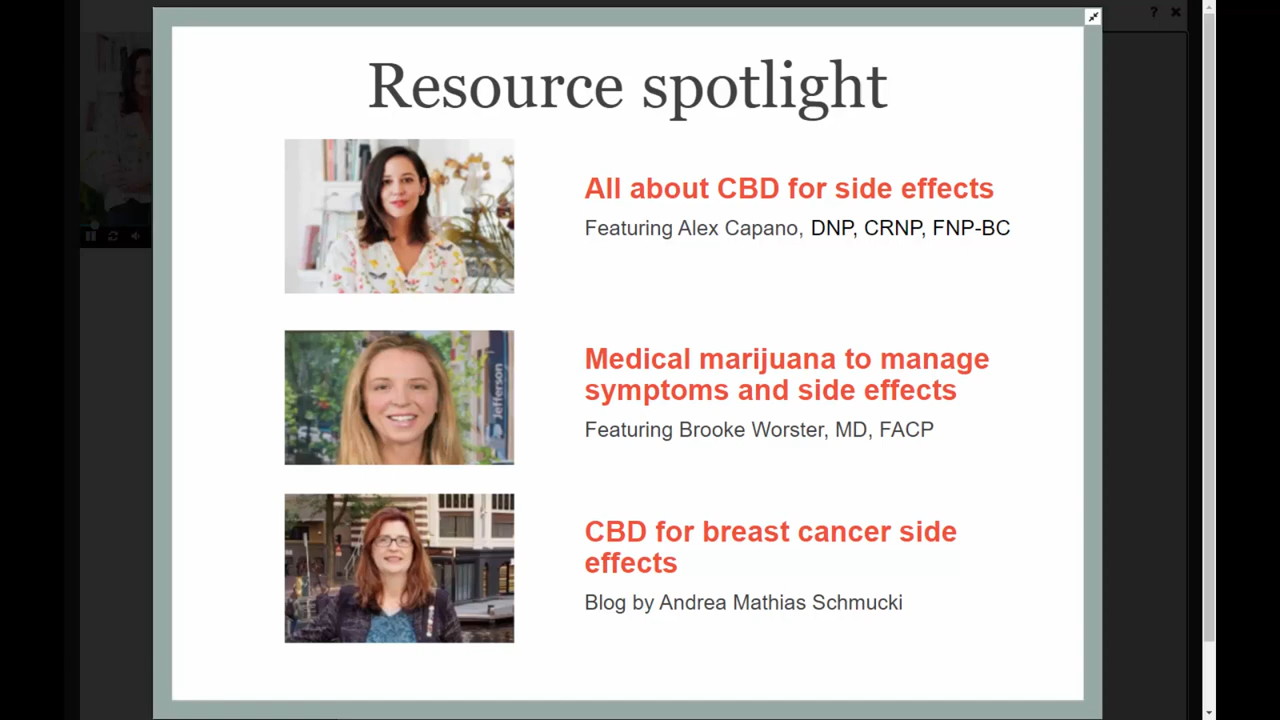 ?
Resource spotlight
All about CBD for side effects
Featuring Alex Capano, DNP, CRNP, FNP-BC
Jefferson
Medical marijuana to manage
symptoms and side effects
Featuring Brooke Worster, MD, FACP
CBD for breast cancer side
effects
Blog by Andrea Mathias Schmucki